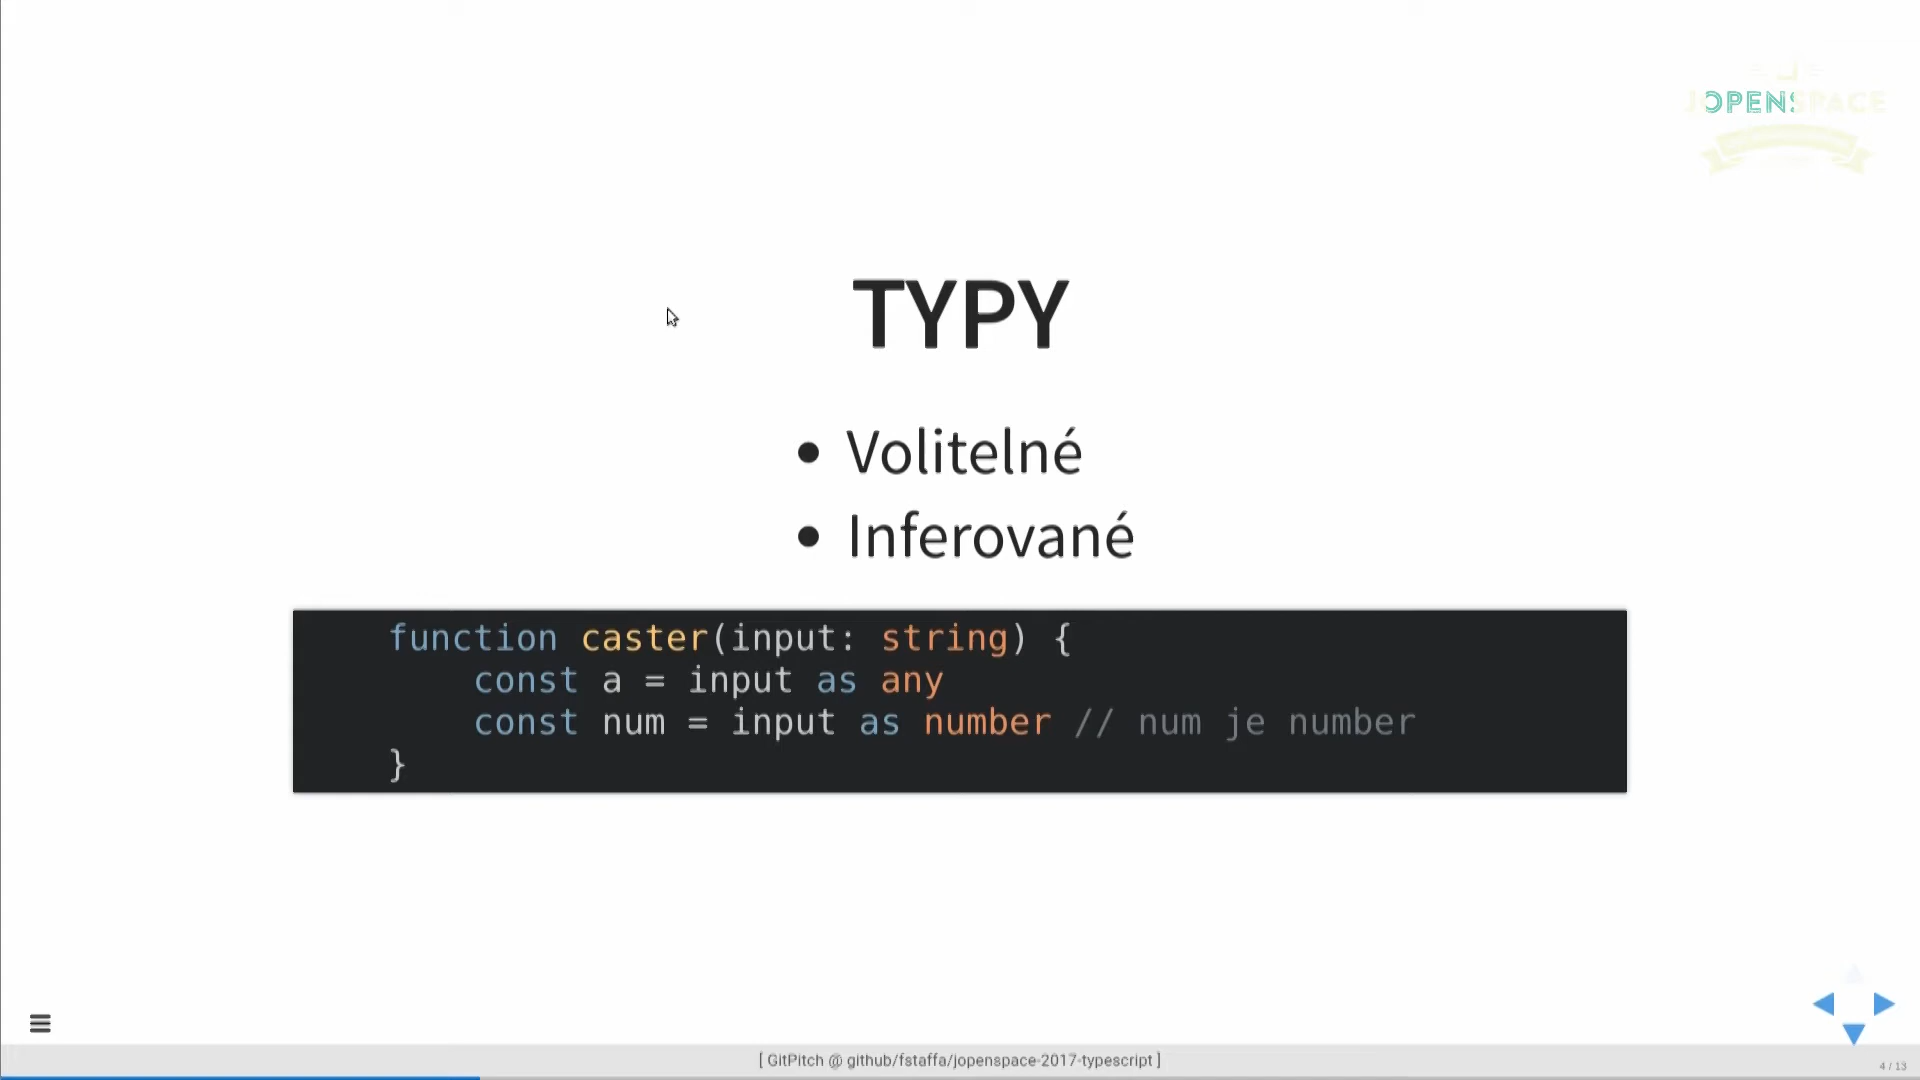 JOPENSPACE
TYPY
• Volitelné
• Inferované
function caster(input: string) {
    const a = input as any
    const num = input as number // num je number
}
[ GitPitch @ github/fstaffa/jopenspace-2017-typescript ]
4 / 13